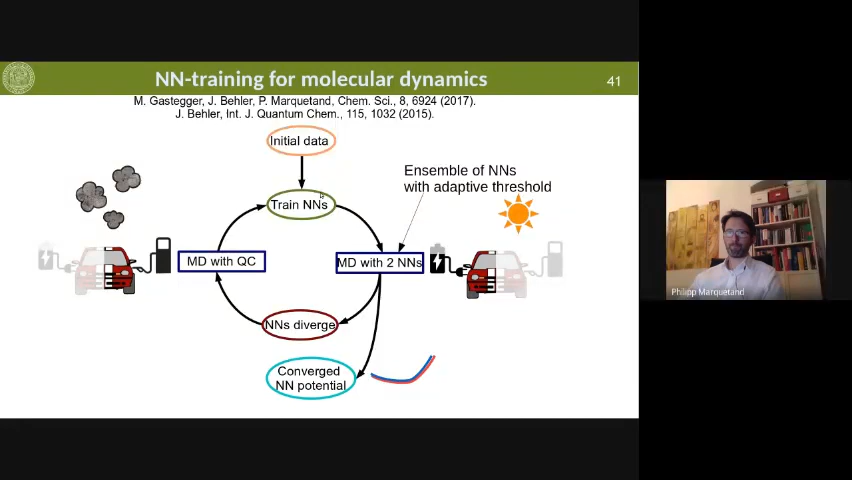 NN-training for molecular dynamics
41
M. Gastegger, J. Behler, P. Marquetand, Chem. Sci., 8, 6924 (2017).
J. Behler, Int. J. Quantum Chem., 115, 1032 (2015).
Initial data
Ensemble of NNs
with adaptive threshold
Train NNs
MD with QC
MD with 2 NNs
NNs diverge
Converged
NN potential
Philipp Marquetand